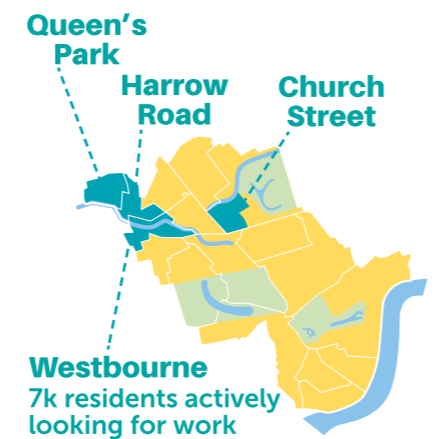 Queen's
Park
Harrow
Road
Church
Street
Westbourne
7k residents actively
looking for work